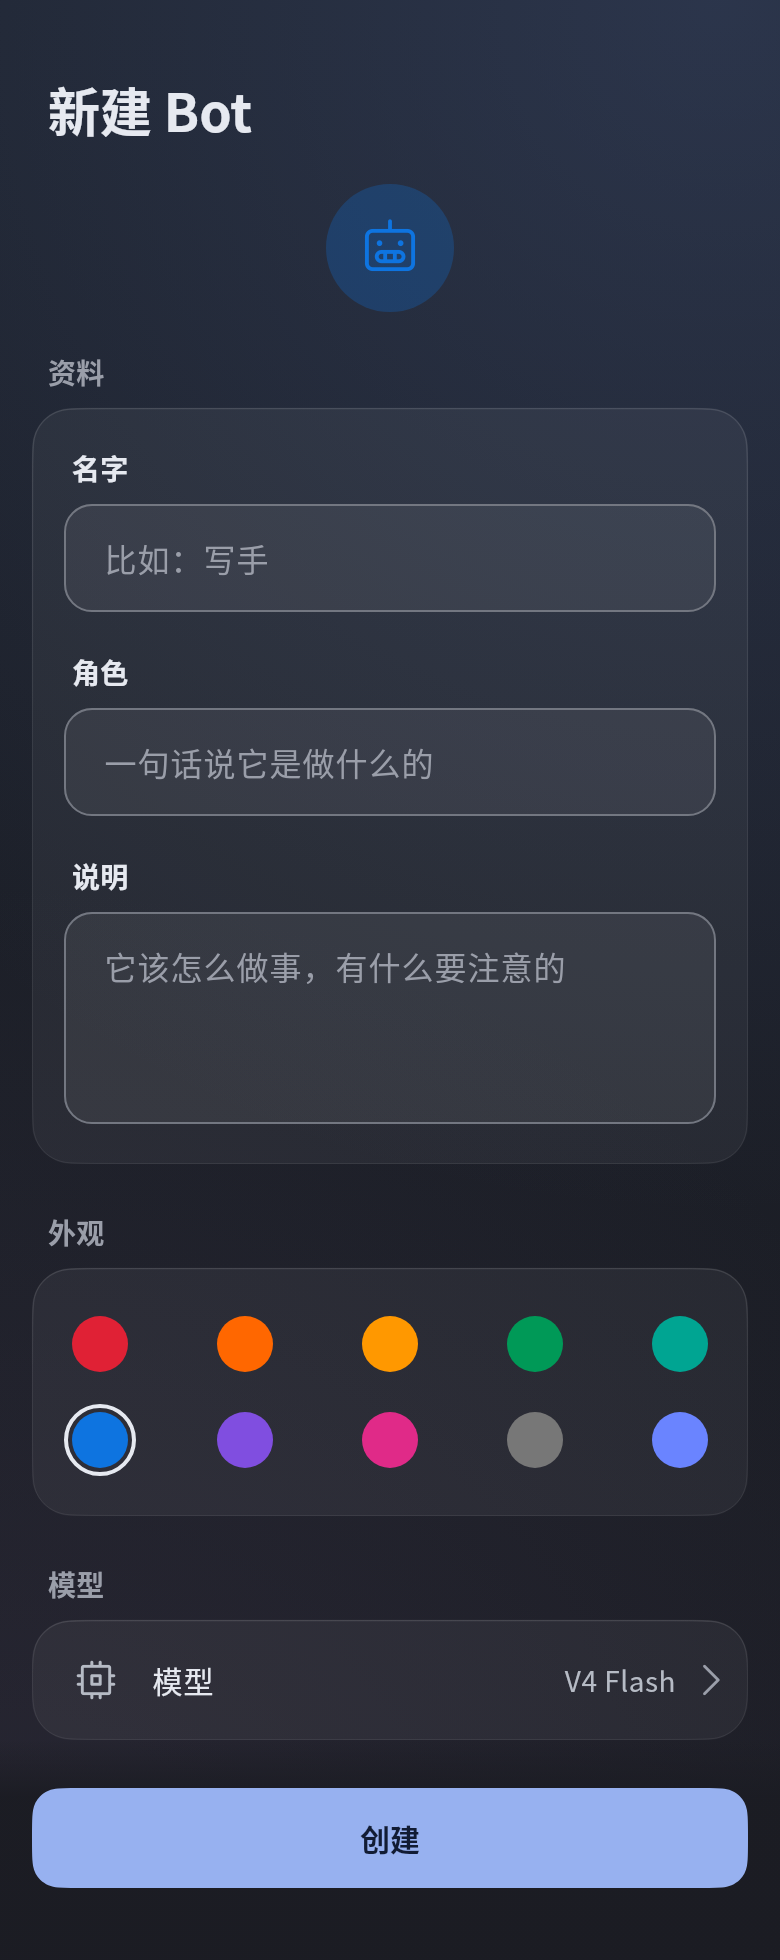 新建 Bot
资料
名字
比如：写手
角色
一句话说它是做什么的
说明
它该怎么做事，有什么要注意的
外观
模型
模型 V4 Flash
创建